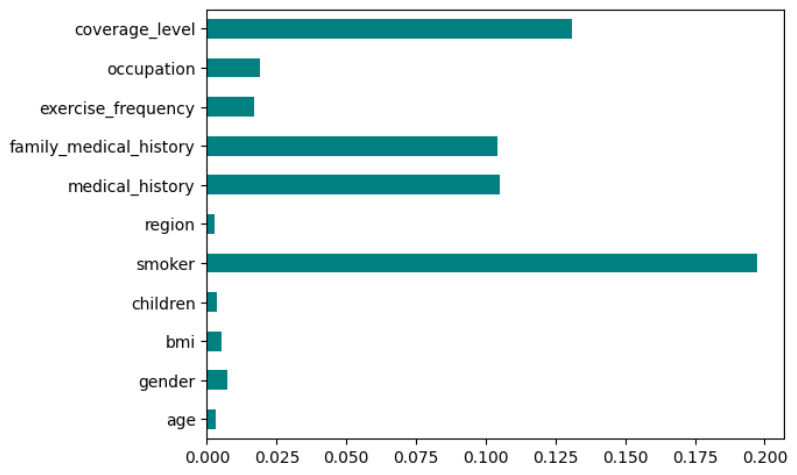 coverage_level
occupation
exercise_frequency
family_medical_history
medical_history
region
smoker
children
bmi
gender
age
0.000 0.025 0.050 0.075 0.100 0.125 0.150 0.175 0.200